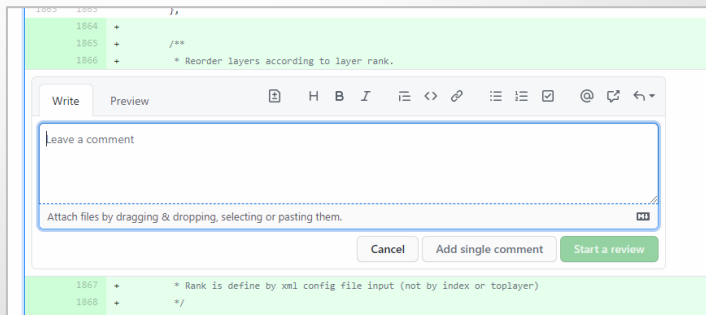 1863 1863 },
1864 +
1865 + /**
1866 + * Reorder layers according to layer rank.
Write Preview H B I <> @
Leave a comment
Attach files by dragging & dropping, selecting or pasting them.
Cancel Add single comment Start a review
1867 + * Rank is define by xml config file input (not by index or toplayer)
1868 + */